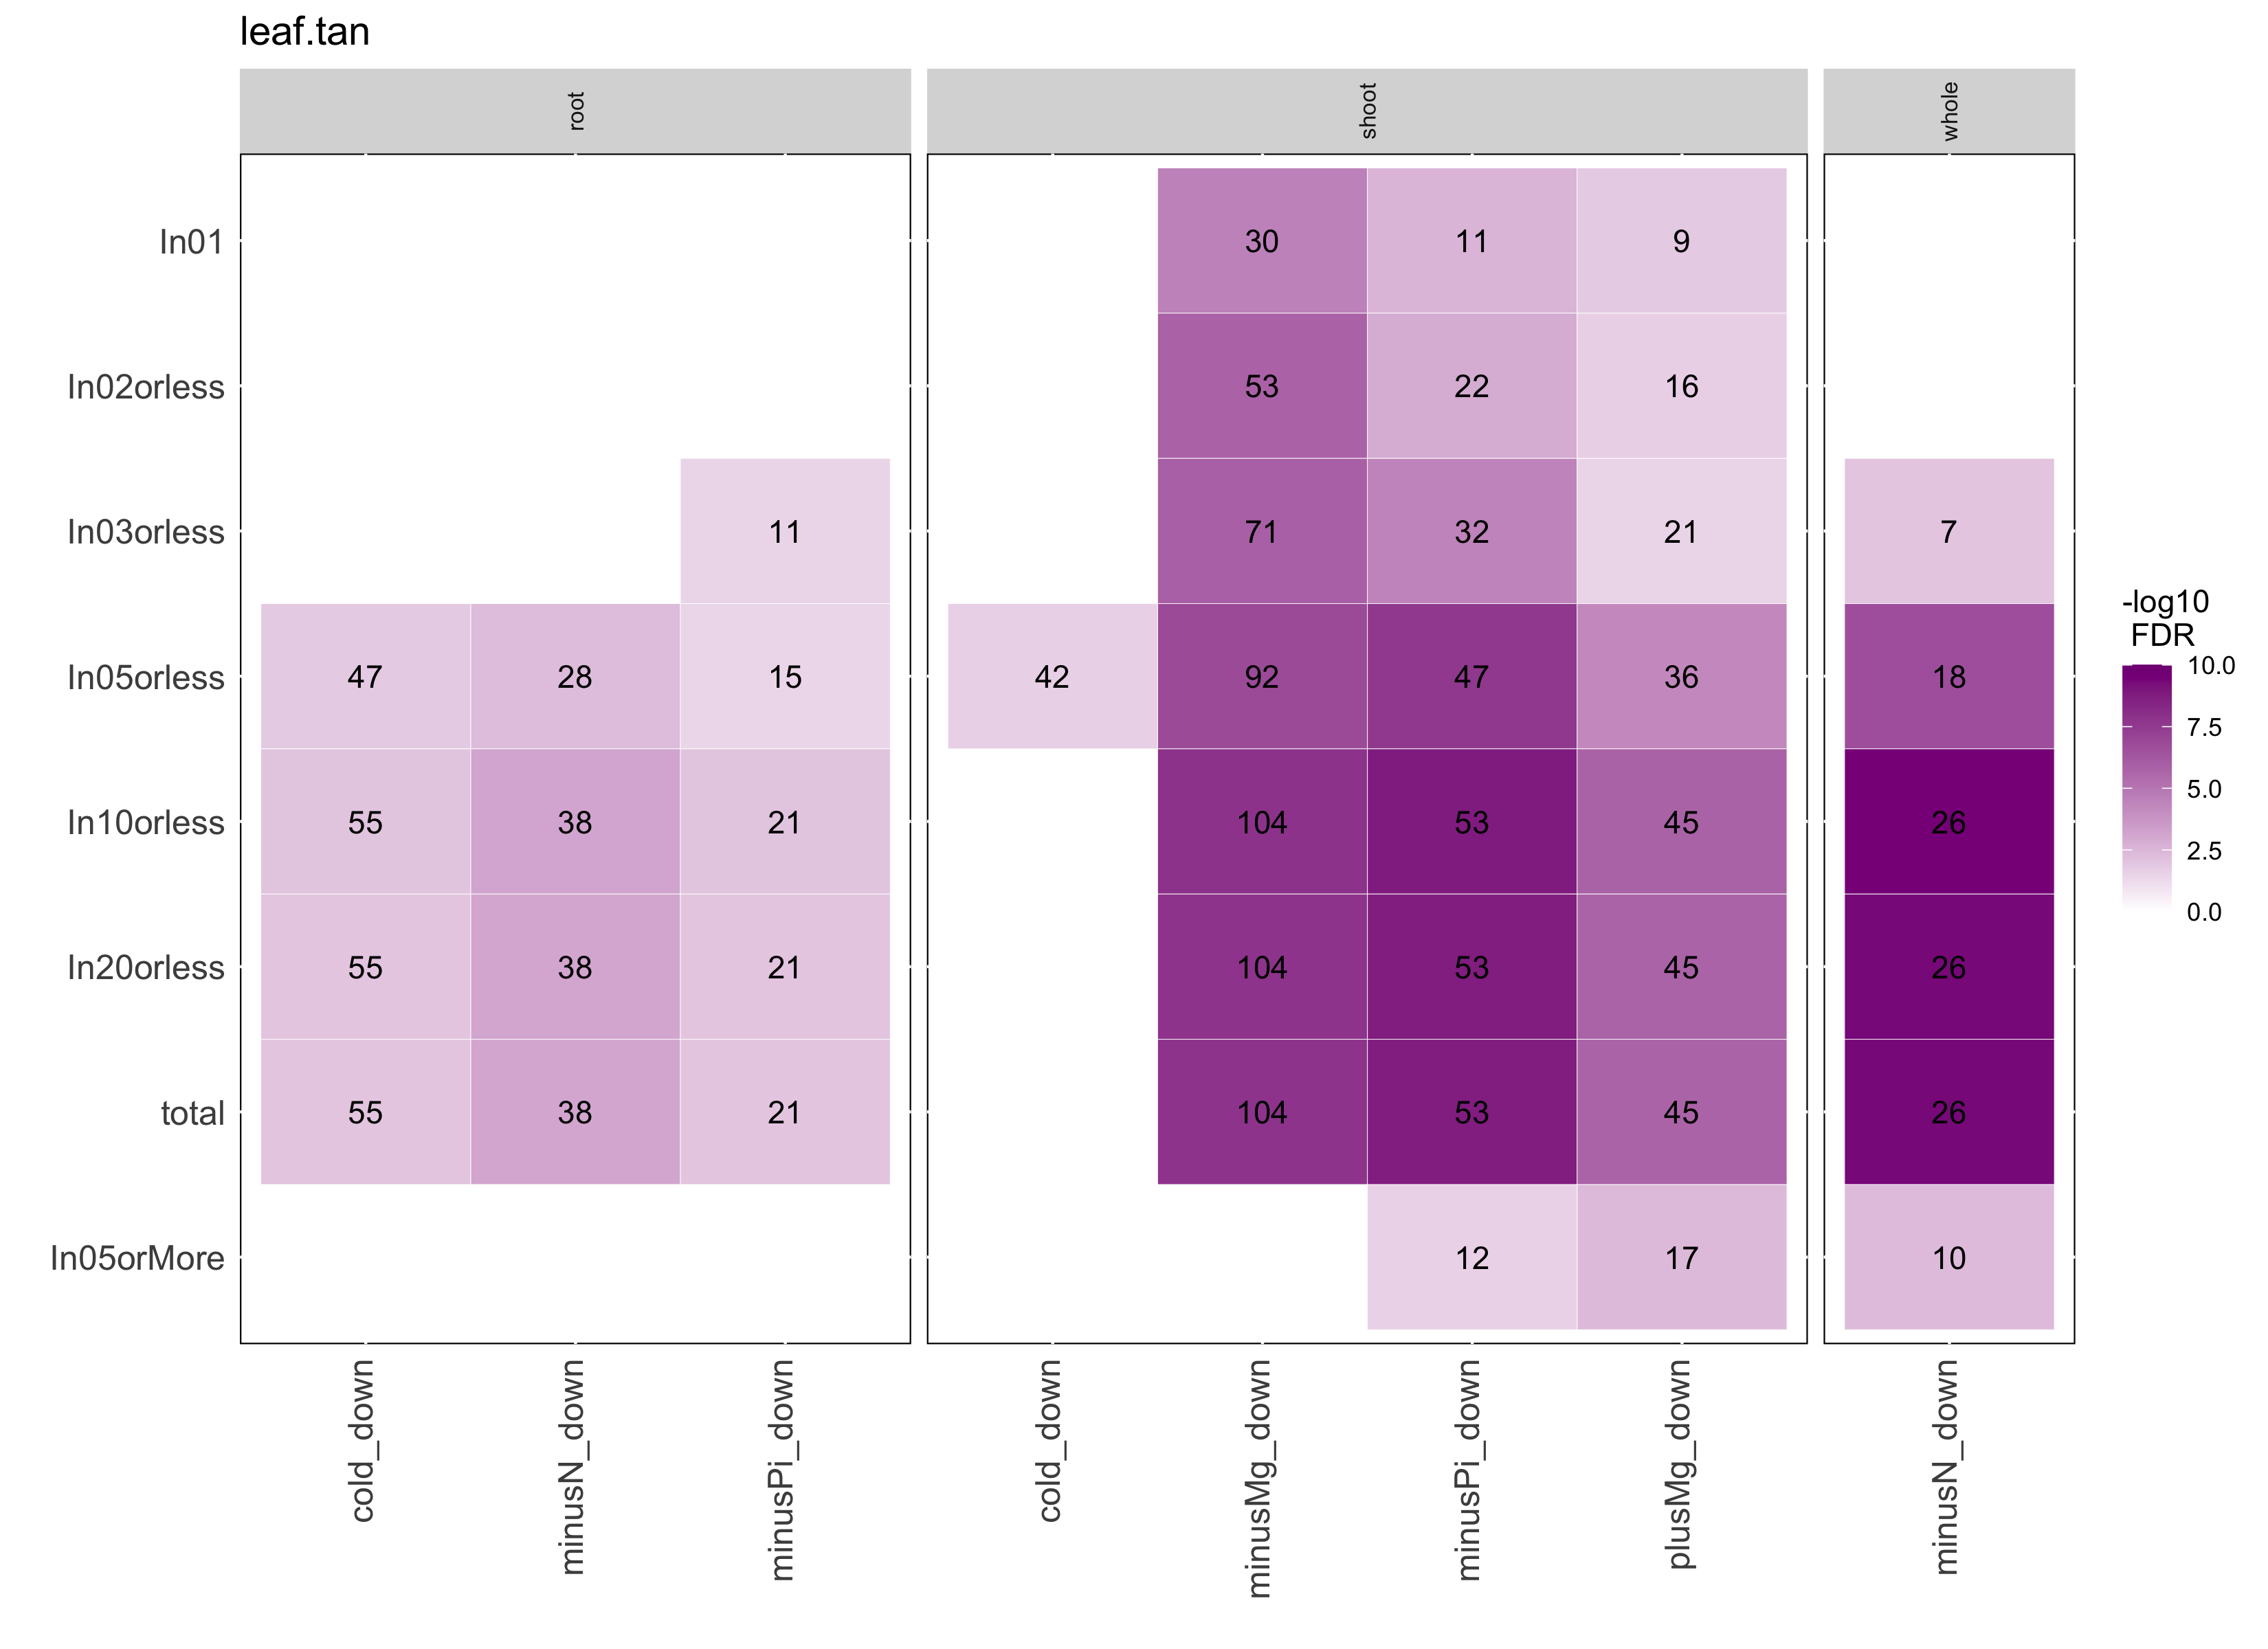 leaf.tan
root shoot whole
In01 30 11 9
In02orless 53 22 16
In03orless 11 71 32 21 7
In05orless 47 28 15 42 92 47 36 18
In10orless 55 38 21 104 53 45 26
In20orless 55 38 21 104 53 45 26
total 55 38 21 104 53 45 26
In05orMore 12 17 10
cold_down minusN_down minusPi_down cold_down minusMg_down minusPi_down plusMg_down minusN_down
-log10
FDR
10.0
7.5
5.0
2.5
0.0